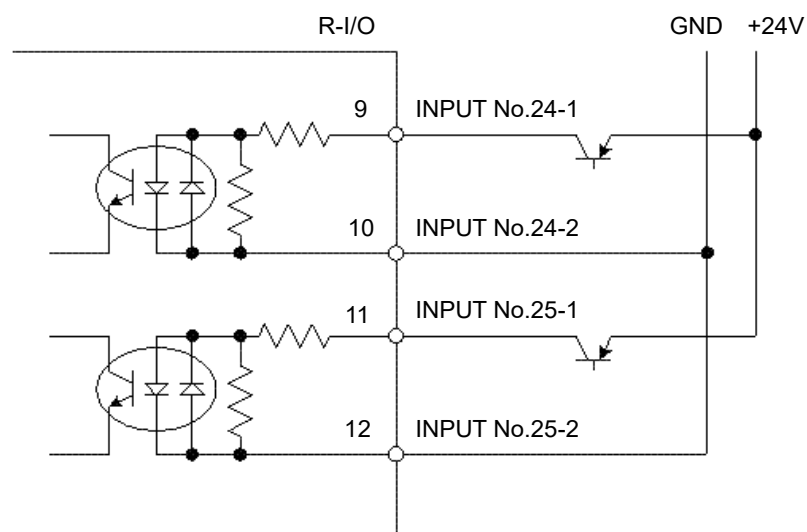 R-I/O
GND +24V
9 INPUT No.24-1
10 INPUT No.24-2
11 INPUT No.25-1
12 INPUT No.25-2